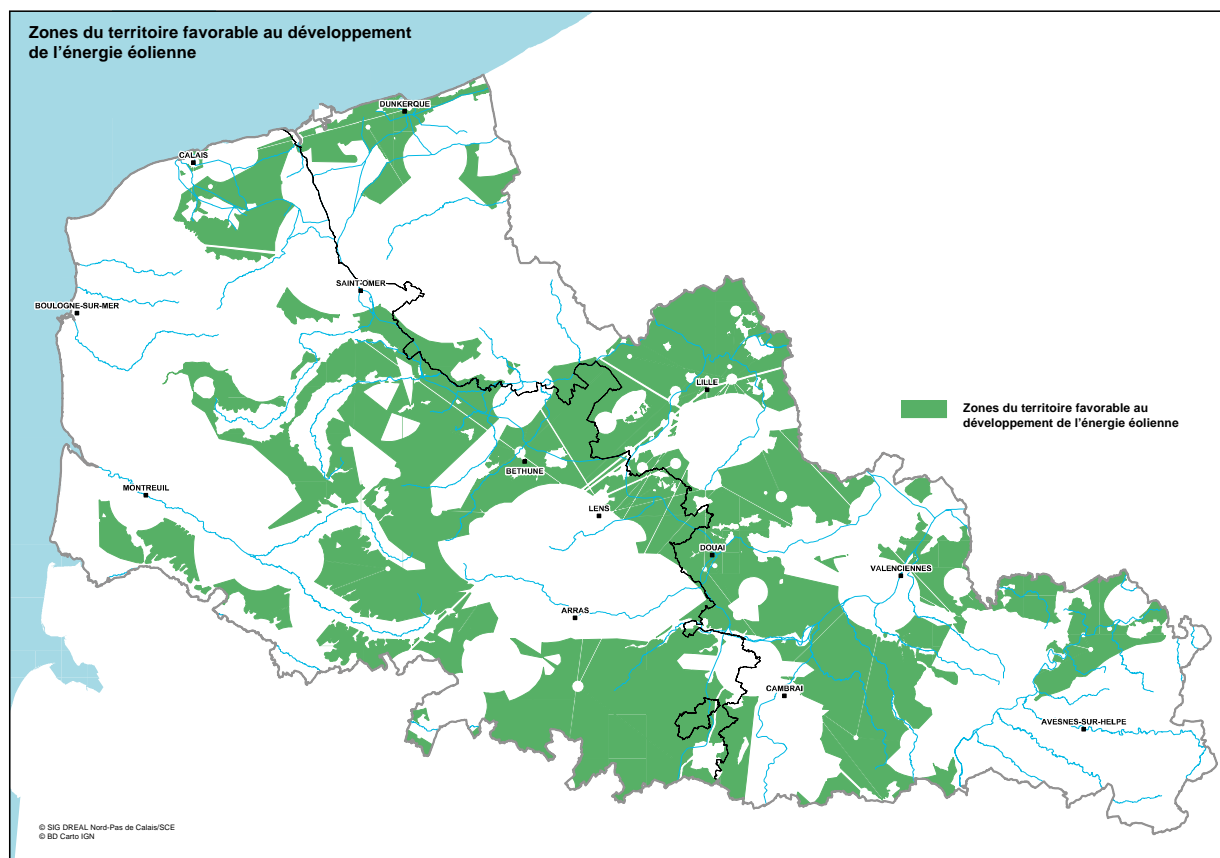 Zones du territoire favorable au développement
de l'énergie éolienne
DUNKERQUE
CALAIS
SAINT-OMER
BOULOGNE-SUR-MER
LILLE
Zones du territoire favorable au
développement de l'énergie éolienne
BETHUNE
MONTREUIL
LENS
DOUAI
VALENCIENNES
ARRAS
CAMBRAI
AVESNES-SUR-HELPE
© SIG DREAL Nord-Pas de Calais/SCE
© BD Carto IGN